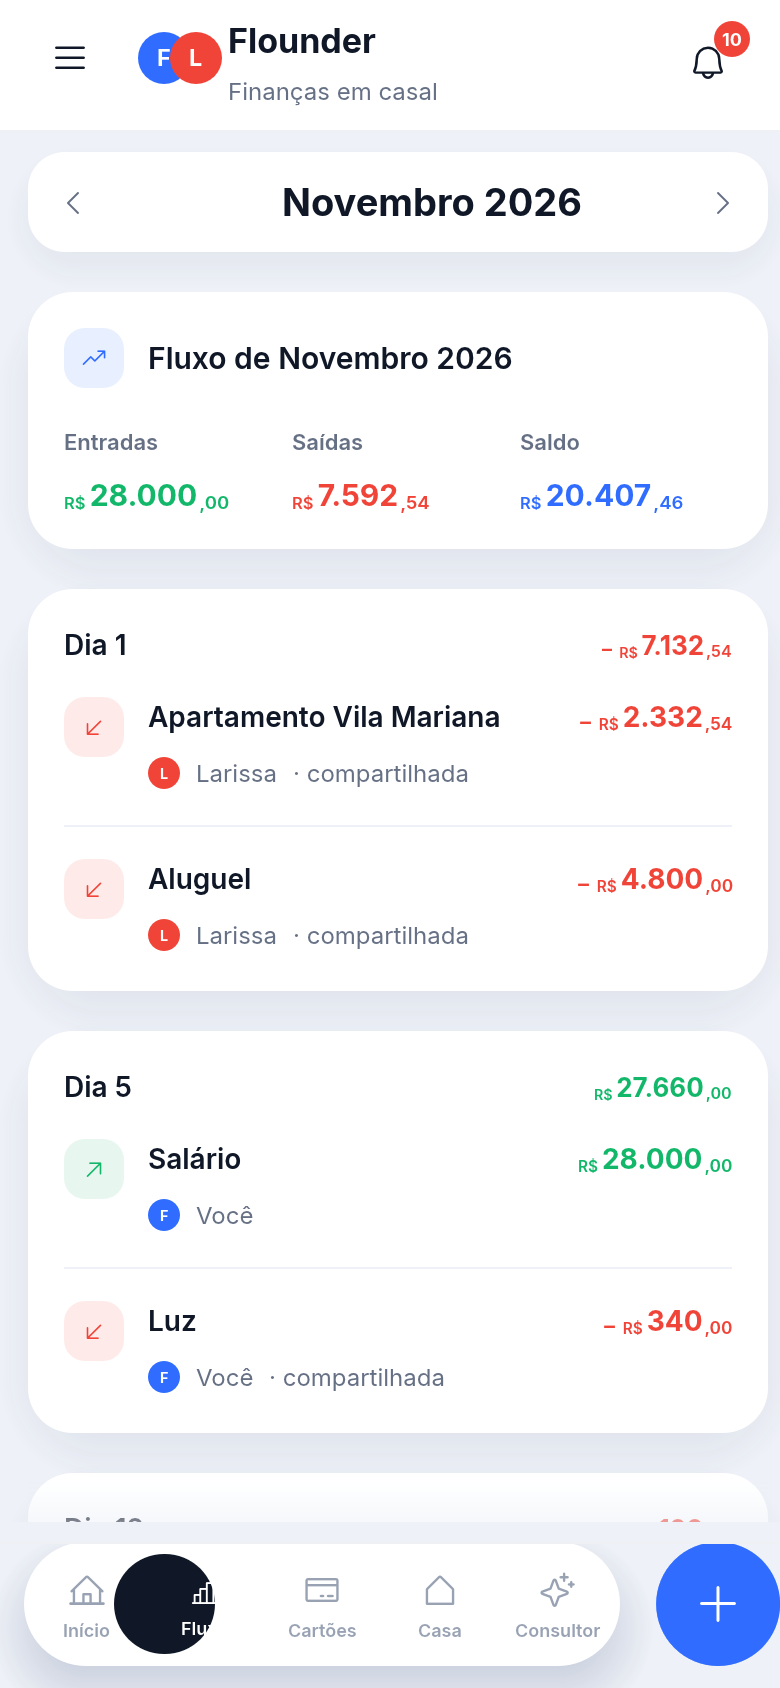 F L Flounder
10
Finanças em casal
Novembro 2026
Fluxo de Novembro 2026
Entradas Saídas Saldo
R$ 28.000,00 R$ 7.592,54 R$ 20.407,46
Dia 1 − R$ 7.132,54
Apartamento Vila Mariana − R$ 2.332,54
L Larissa · compartilhada
Aluguel − R$ 4.800,00
L Larissa · compartilhada
Dia 5 R$ 27.660,00
Salário R$ 28.000,00
F Você
Luz − R$ 340,00
F Você · compartilhada
Início Cartões Casa Consultor